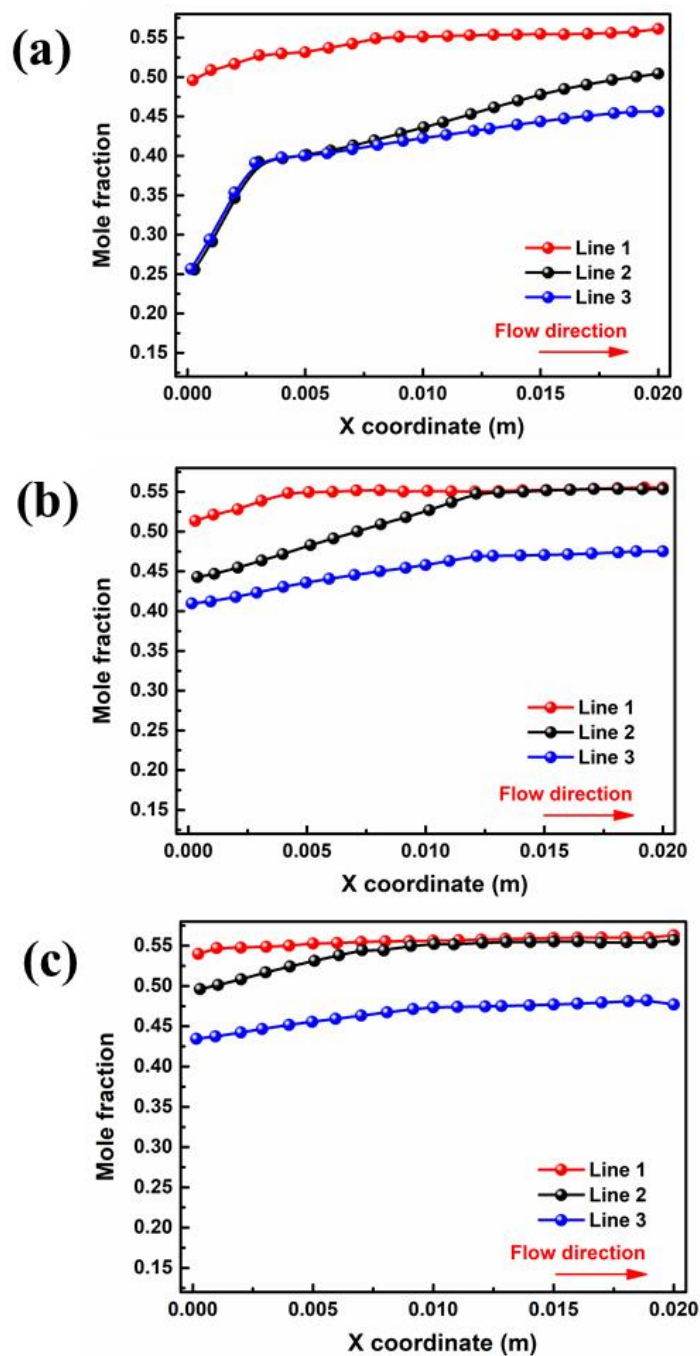 (a)
0.55
0.50
0.45
0.40
0.35
0.30
0.25
0.20
0.15
Mole fraction
Line 1
Line 2
Line 3
Flow direction
0.000 0.005 0.010 0.015 0.020
X coordinate (m)
(b)
0.55
0.50
0.45
0.40
0.35
0.30
0.25
0.20
0.15
Mole fraction
Line 1
Line 2
Line 3
Flow direction
0.000 0.005 0.010 0.015 0.020
X coordinate (m)
(c)
0.55
0.50
0.45
0.40
0.35
0.30
0.25
0.20
0.15
Mole fraction
Line 1
Line 2
Line 3
Flow direction
0.000 0.005 0.010 0.015 0.020
X coordinate (m)